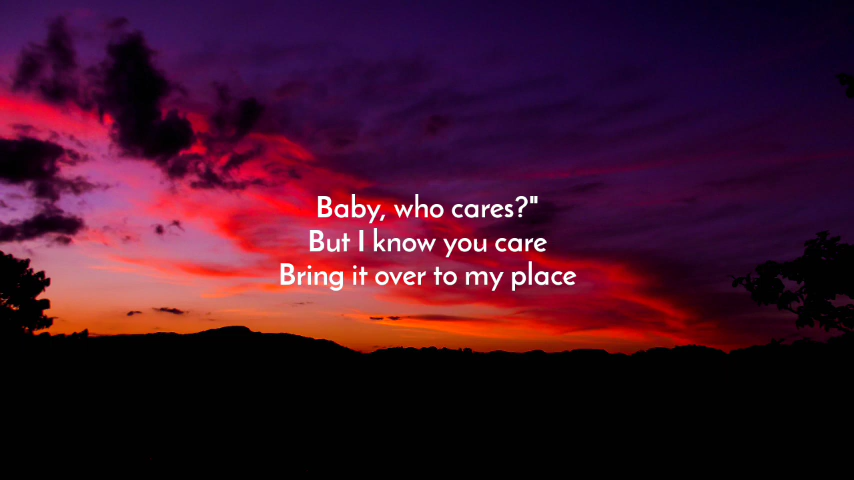 Baby, who cares?"
But I know you care
Bring it over to my place